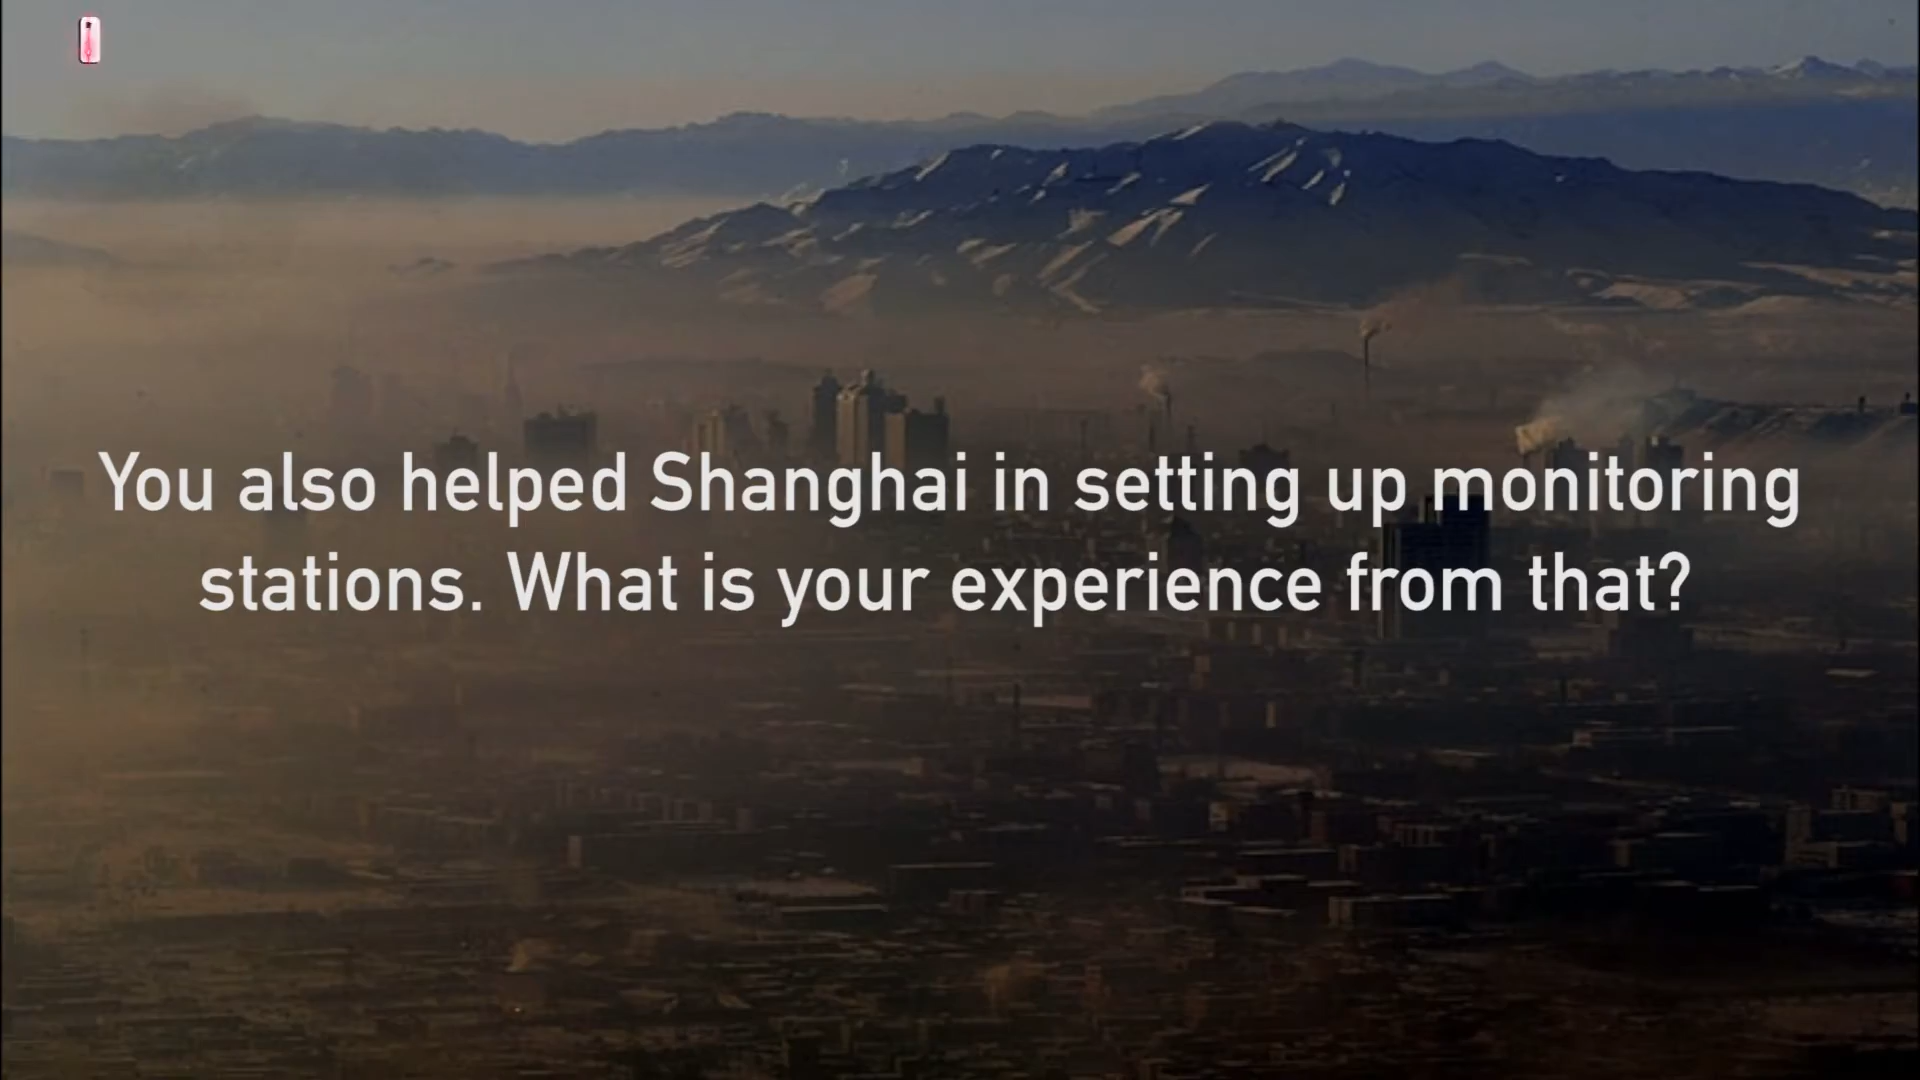 You also helped Shanghai in setting up monitoring
stations. What is your experience from that?